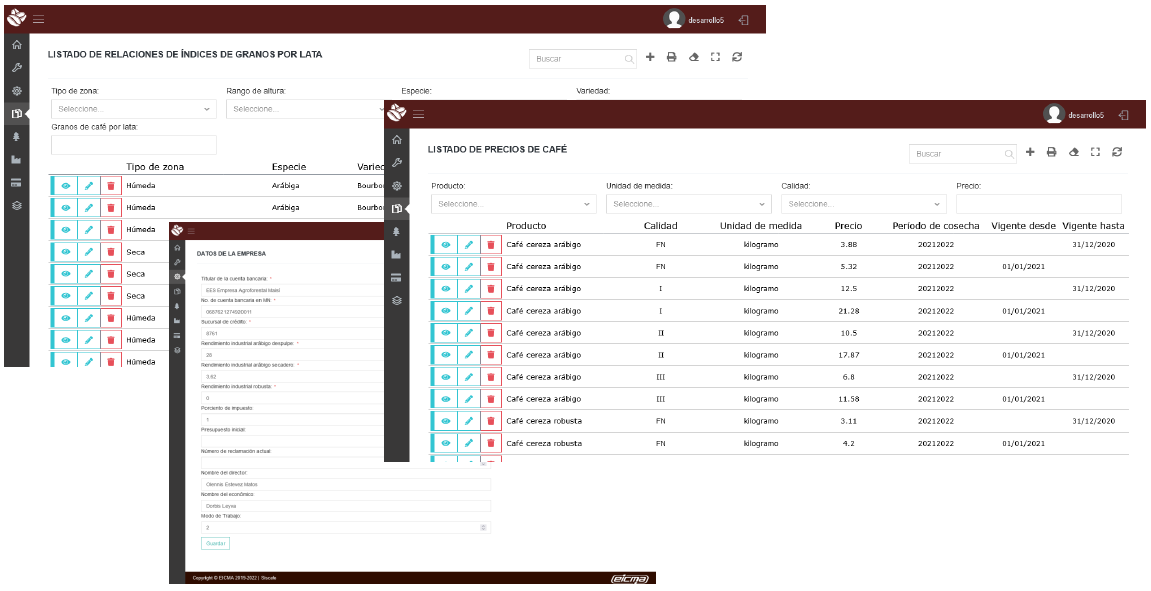 desarrollo5
LISTADO DE RELACIONES DE ÍNDICES DE GRANOS POR LATA
Buscar
Tipo de zona: Rango de altura: Especie: Variedad:
Seleccione... Seleccione...
Granos de café por lata:
Tipo de zona Especie Varied
Húmeda Arábiga Bourbo
Húmeda Arábiga Bourbo
Húmeda
Seca
Seca
Seca
Húmeda
Húmeda
Húmeda
DATOS DE LA EMPRESA
Titular de la cuenta bancaria: *
EES Empresa Agroforestal Maisí
No. de cuenta bancaria en MN: *
0687621274920011
Sucursal de crédito: *
8761
Rendimiento industrial arábigo despulpe: *
28
Rendimiento industrial arábigo secadero: *
3.62
Rendimiento industrial robusta: *
0
Porciento de impuesto:
1
Presupuesto inicial:
Número de reclamación actual:
Nombre del director:
Olennis Estevez Matos
Nombre del económico:
Dorbis Leyva
Modo de Trabajo:
2
Guardar
Copyright © EICMA 2019-2022 | Siscafe
(eicma)
desarrollo5
LISTADO DE PRECIOS DE CAFÉ
Buscar
Producto: Unidad de medida: Calidad: Precio:
Seleccione... Seleccione... Seleccione...
Producto Calidad Unidad de medida Precio Periodo de cosecha Vigente desde Vigente hasta
Café cereza arábigo FN kilogramo 3.88 20212022 31/12/2020
Café cereza arábigo FN kilogramo 5.32 20212022 01/01/2021
Café cereza arábigo I kilogramo 12.5 20212022 31/12/2020
Café cereza arábigo I kilogramo 21.28 20212022 01/01/2021
Café cereza arábigo II kilogramo 10.5 20212022 31/12/2020
Café cereza arábigo II kilogramo 17.87 20212022 01/01/2021
Café cereza arábigo III kilogramo 6.8 20212022 31/12/2020
Café cereza arábigo III kilogramo 11.58 20212022 01/01/2021
Café cereza robusta FN kilogramo 3.11 20212022 31/12/2020
Café cereza robusta FN kilogramo 4.2 20212022 01/01/2021